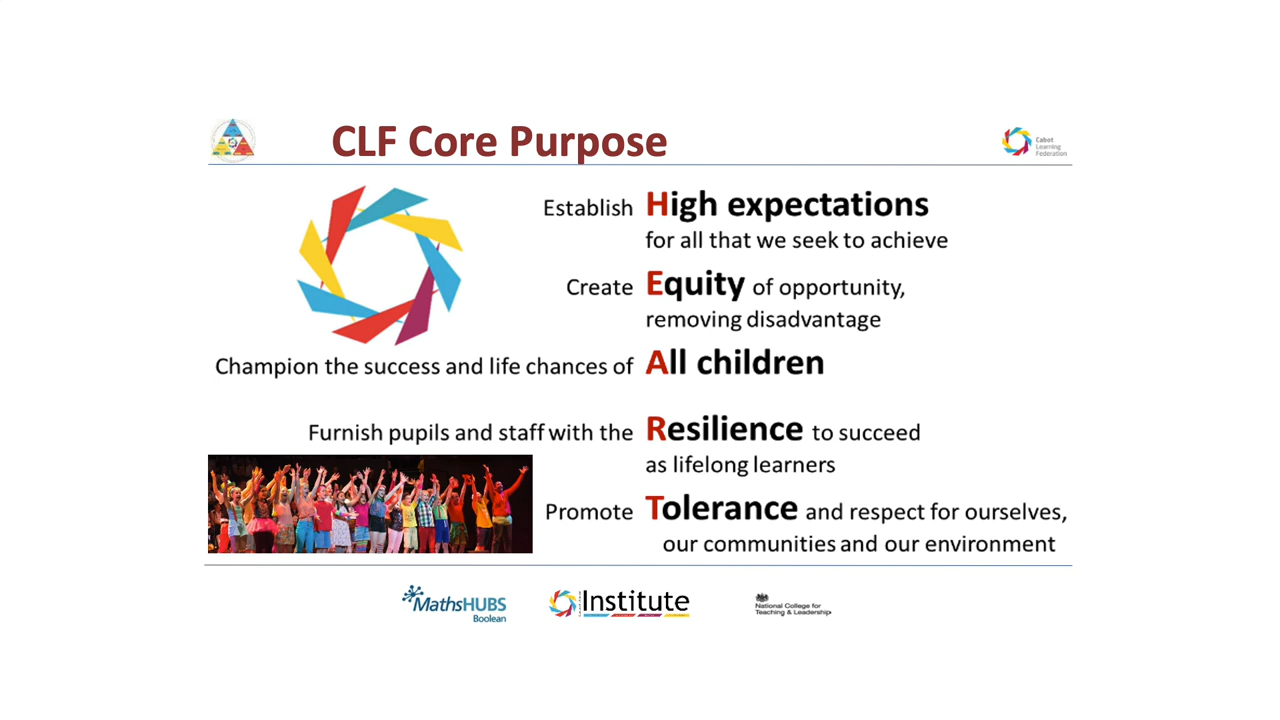 CLF Core Purpose
Cabot
Learning
Federation
Establish High expectations
for all that we seek to achieve
Create Equity of opportunity,
removing disadvantage
Champion the success and life chances of All children
Furnish pupils and staff with the Resilience to succeed
as lifelong learners
Promote Tolerance and respect for ourselves,
our communities and our environment
MathsHUBS
Boolean
Institute
National College for
Teaching & Leadership